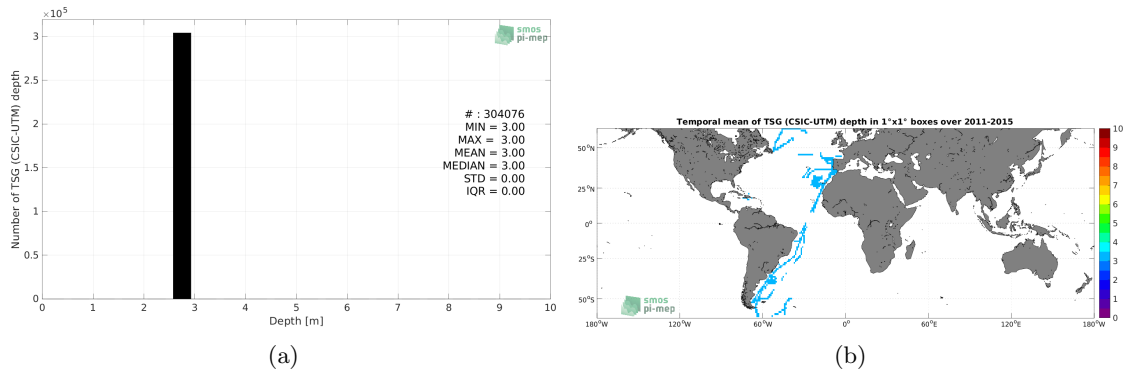 ×10⁵
3
2.5
2
1.5
1
0.5
0
Number of TSG (CSIC-UTM) depth
smos
pi-mep
# : 304076
MIN = 3.00
MAX = 3.00
MEAN = 3.00
MEDIAN = 3.00
STD = 0.00
IQR = 0.00
0 1 2 3 4 5 6 7 8 9 10
Depth [m]
(a)
Temporal mean of TSG (CSIC-UTM) depth in 1°x1° boxes over 2011-2015
50°N
25°N
0°
25°S
50°S
smos
pi-mep
180°W 120°W 60°W 0° 60°E 120°E 180°W
10
9
8
7
6
5
4
3
2
1
0
(b)